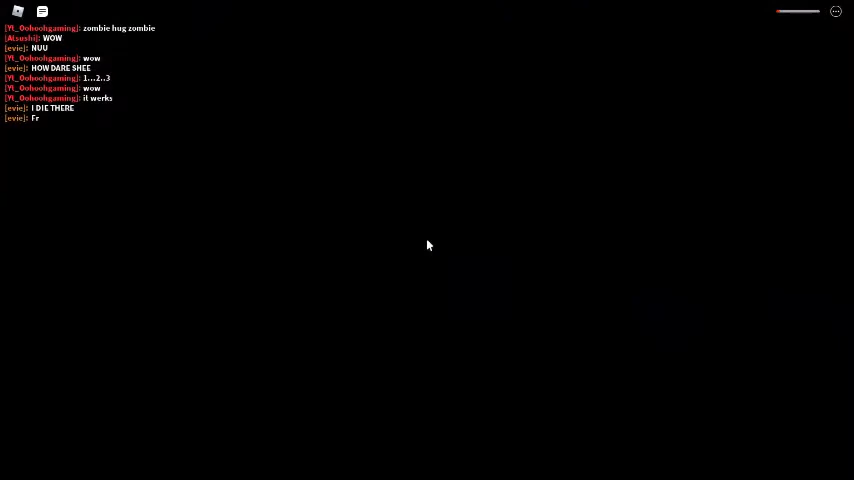 [Yt_Oohoohgaming]: zombie hug zombie
[Atsushi]: WOW
[evie]: NUU
[Yt_Oohoohgaming]: wow
[evie]: HOW DARE SHEE
[Yt_Oohoohgaming]: 1...2..3
[Yt_Oohoohgaming]: wow
[Yt_Oohoohgaming]: it werks
[evie]: I DIE THERE
[evie]: Fr